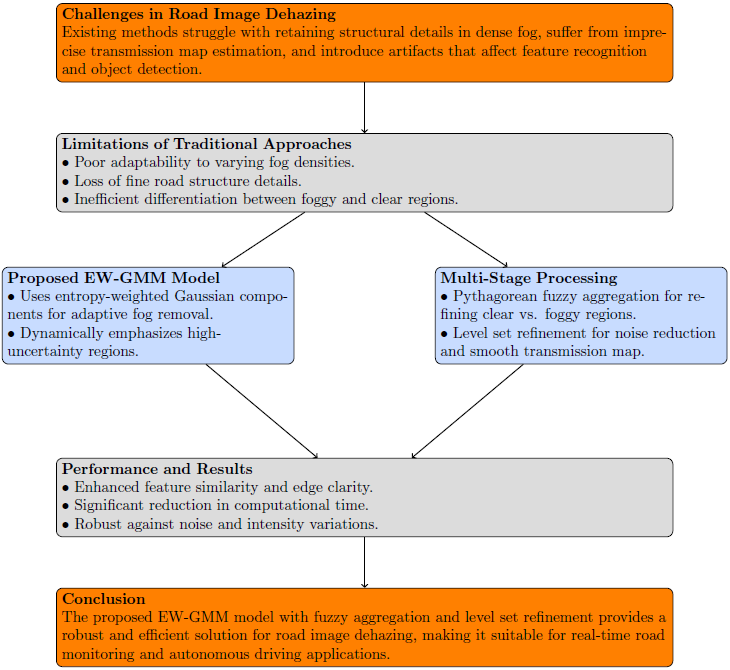 Challenges in Road Image Dehazing
Existing methods struggle with retaining structural details in dense fog, suffer from impre-
cise transmission map estimation, and introduce artifacts that affect feature recognition
and object detection.
Limitations of Traditional Approaches
● Poor adaptability to varying fog densities.
● Loss of fine road structure details.
● Inefficient differentiation between foggy and clear regions.
Proposed EW-GMM Model
● Uses entropy-weighted Gaussian compo-
nents for adaptive fog removal.
● Dynamically emphasizes high-
uncertainty regions.
Multi-Stage Processing
● Pythagorean fuzzy aggregation for re-
fining clear vs. foggy regions.
● Level set refinement for noise reduction
and smooth transmission map.
Performance and Results
● Enhanced feature similarity and edge clarity.
● Significant reduction in computational time.
● Robust against noise and intensity variations.
Conclusion
The proposed EW-GMM model with fuzzy aggregation and level set refinement provides a
robust and efficient solution for road image dehazing, making it suitable for real-time road
monitoring and autonomous driving applications.